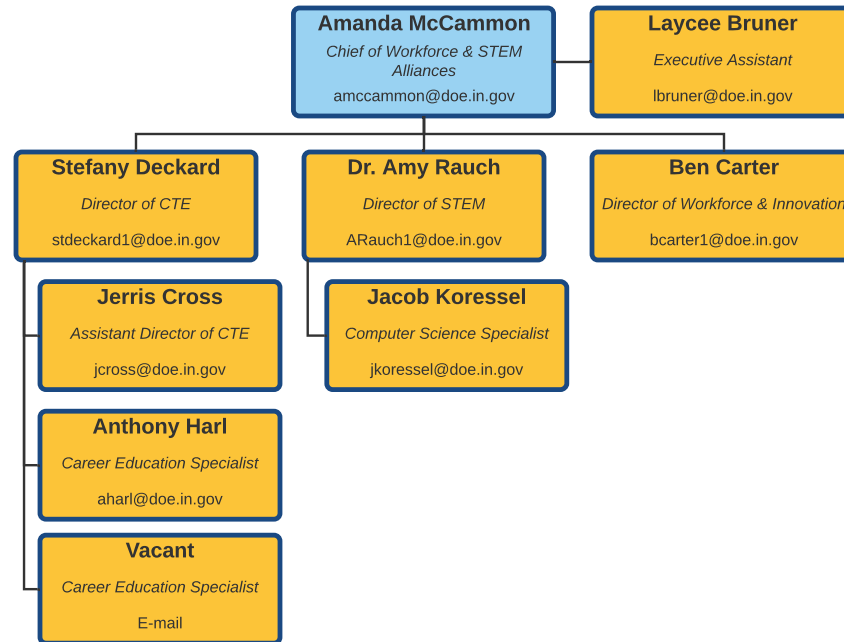 Amanda McCammon
Chief of Workforce & STEM
Alliances
amccammon@doe.in.gov
Laycee Bruner
Executive Assistant
lbruner@doe.in.gov
Stefany Deckard
Director of CTE
stdeckard1@doe.in.gov
Dr. Amy Rauch
Director of STEM
ARauch1@doe.in.gov
Ben Carter
Director of Workforce & Innovation
bcarter1@doe.in.gov
Jerris Cross
Assistant Director of CTE
jcross@doe.in.gov
Jacob Koressel
Computer Science Specialist
jkoressel@doe.in.gov
Anthony Harl
Career Education Specialist
aharl@doe.in.gov
Vacant
Career Education Specialist
E-mail